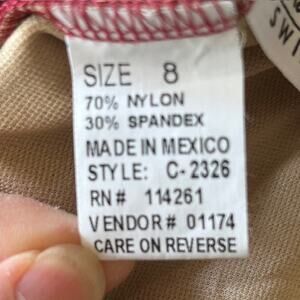 SIZE 8
70% NYLON
30% SPANDEX
MADE IN MEXICO
STYLE: C-2326
RN# 114261
VENDOR# 01174
CARE ON REVERSE